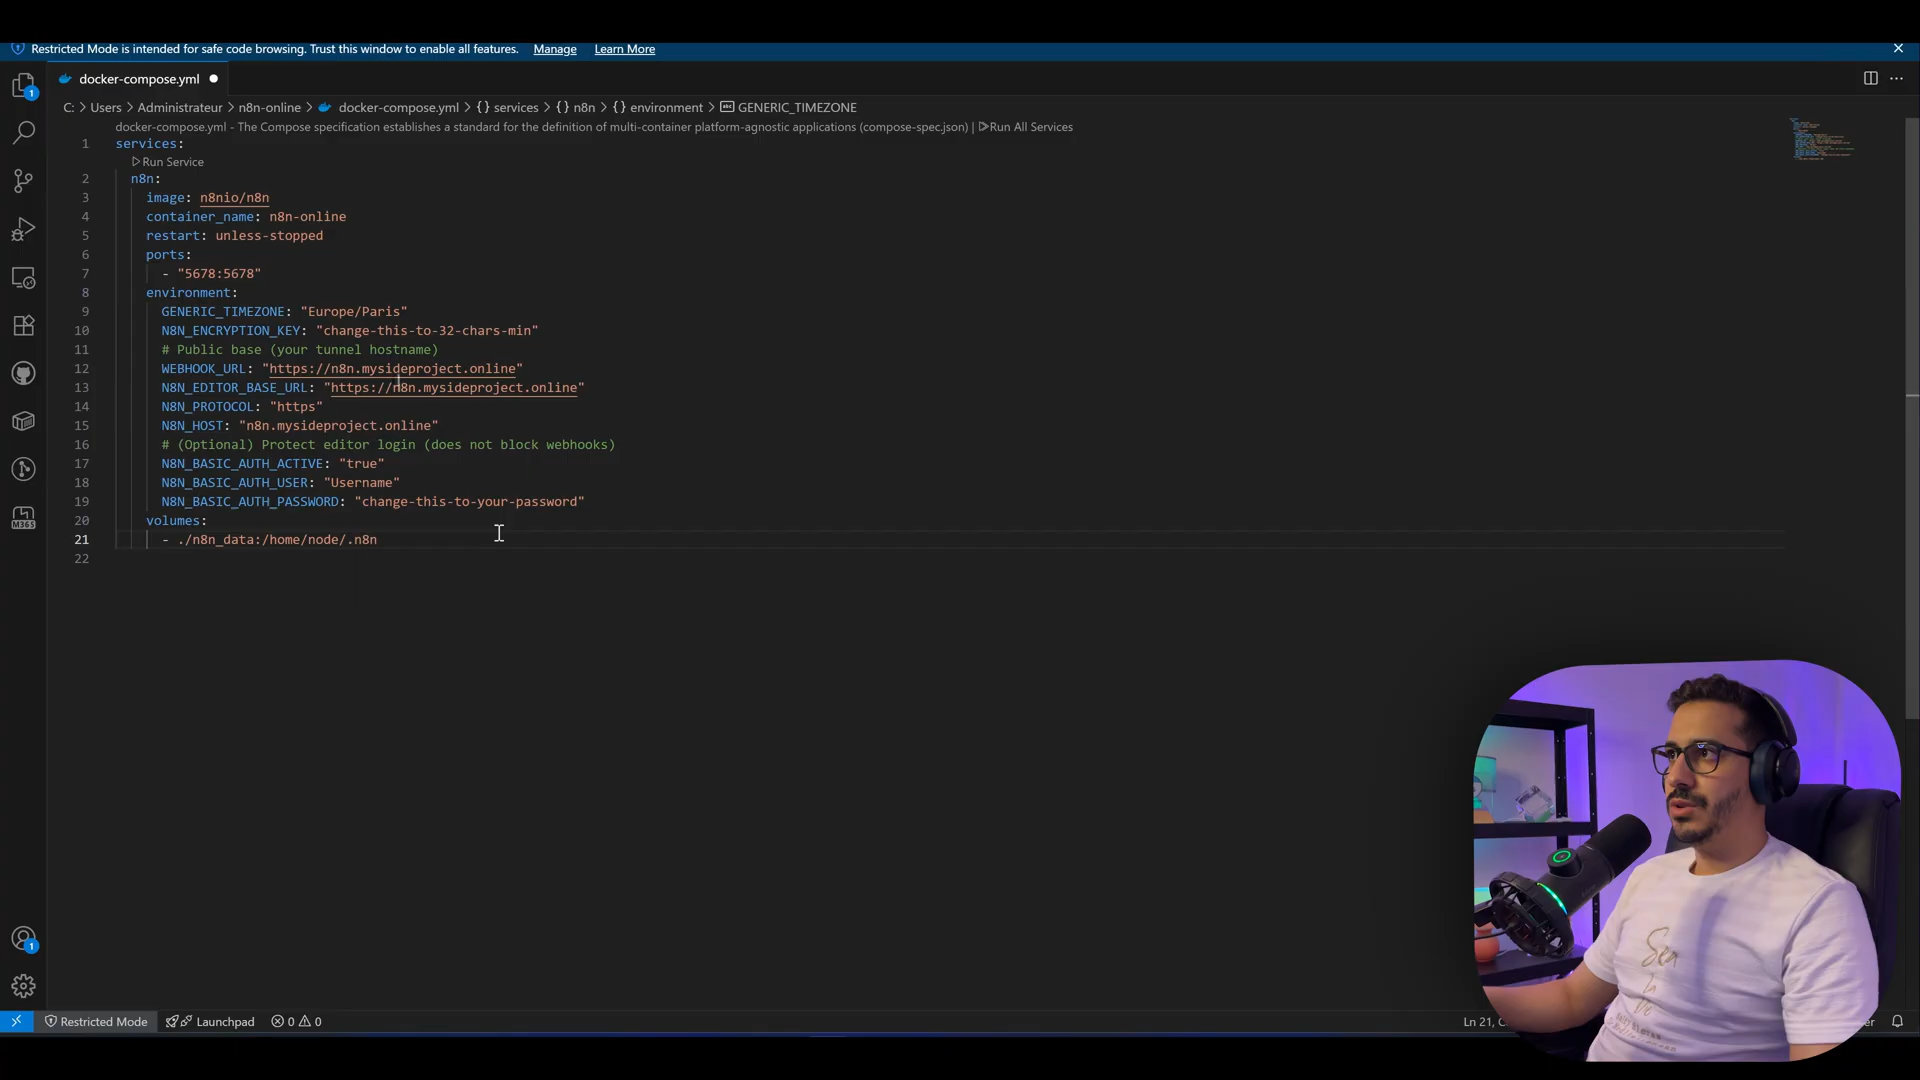 Restricted Mode is intended for safe code browsing. Trust this window to enable all features. Manage Learn More
docker-compose.yml
C: > Users > Administrateur > n8n-online > docker-compose.yml > {} services > {} n8n > {} environment > GENERIC_TIMEZONE
docker-compose.yml - The Compose specification establishes a standard for the definition of multi-container platform-agnostic applications (compose-spec.json) | Run All Services
1 services:
Run Service
2 n8n:
3 image: n8nio/n8n
4 container_name: n8n-online
5 restart: unless-stopped
6 ports:
7 - "5678:5678"
8 environment:
9 GENERIC_TIMEZONE: "Europe/Paris"
10 N8N_ENCRYPTION_KEY: "change-this-to-32-chars-min"
11 # Public base (your tunnel hostname)
12 WEBHOOK_URL: "https://n8n.mysideproject.online"
13 N8N_EDITOR_BASE_URL: "https://n8n.mysideproject.online"
14 N8N_PROTOCOL: "https"
15 N8N_HOST: "n8n.mysideproject.online"
16 # (Optional) Protect editor login (does not block webhooks)
17 N8N_BASIC_AUTH_ACTIVE: "true"
18 N8N_BASIC_AUTH_USER: "Username"
19 N8N_BASIC_AUTH_PASSWORD: "change-this-to-your-password"
20 volumes:
21 - ./n8n_data:/home/node/.n8n
22
1
M365
1
Sea
Restricted Mode Launchpad 0 0 Ln 21,